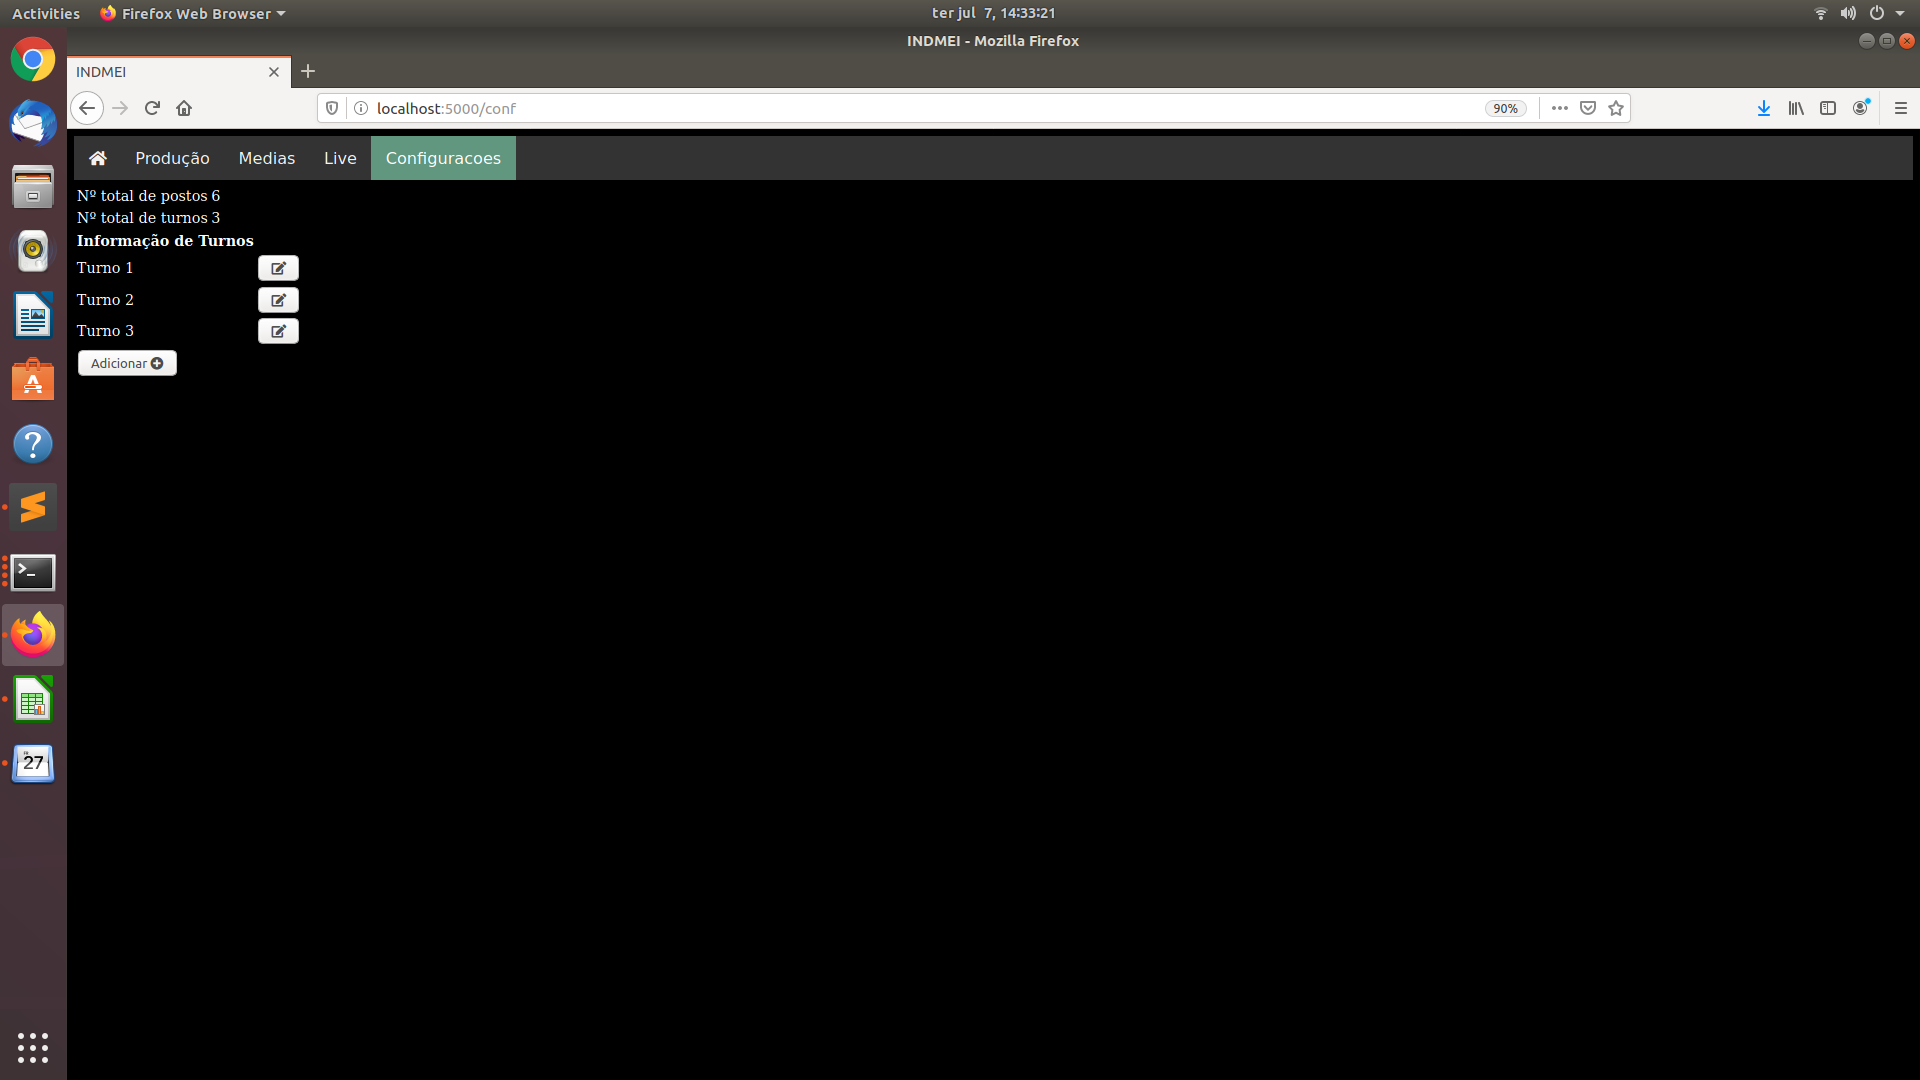 Activities Firefox Web Browser ter jul 7, 14:33:21
INDMEI - Mozilla Firefox
INDMEI
localhost:5000/conf 90%
Produção Medias Live Configuracoes
Nº total de postos 6
Nº total de turnos 3
Informação de Turnos
Turno 1
Turno 2
Turno 3
Adicionar
27